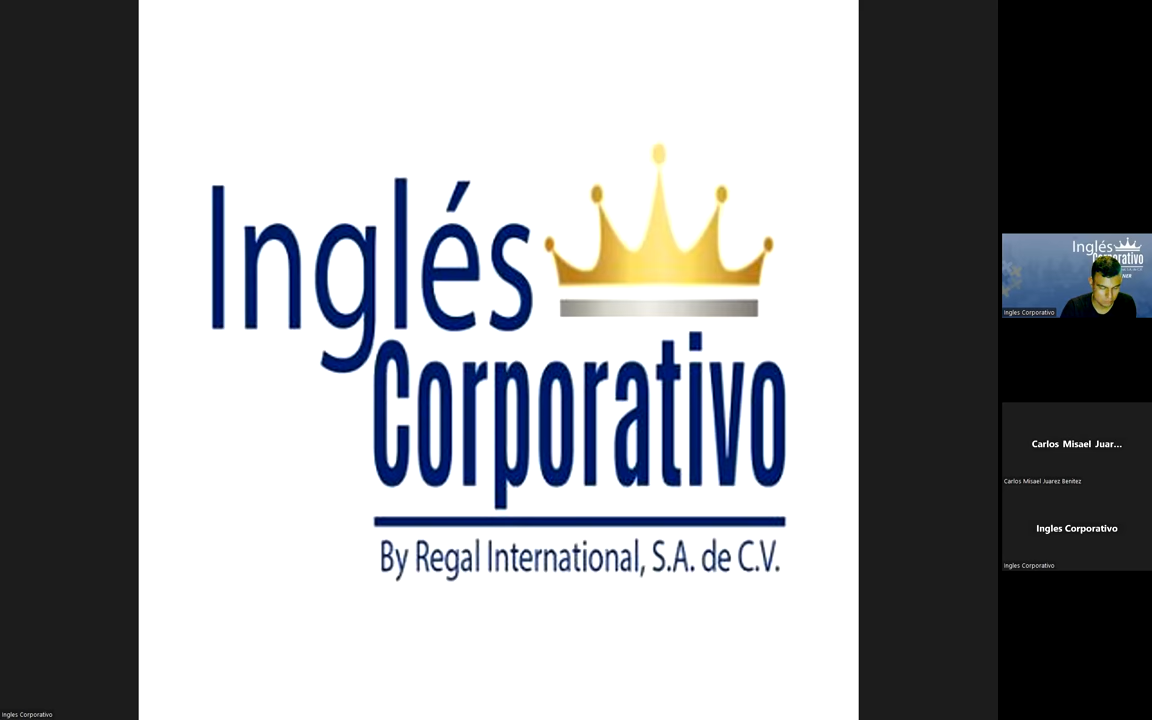 Inglés
Corporativo
By Regal International, S.A. de C.V.
Ingles Corporativo
Inglés
Corporativo
Ingles Corporativo
Carlos Misael Juar...
Carlos Misael Juarez Benitez
Ingles Corporativo
Ingles Corporativo